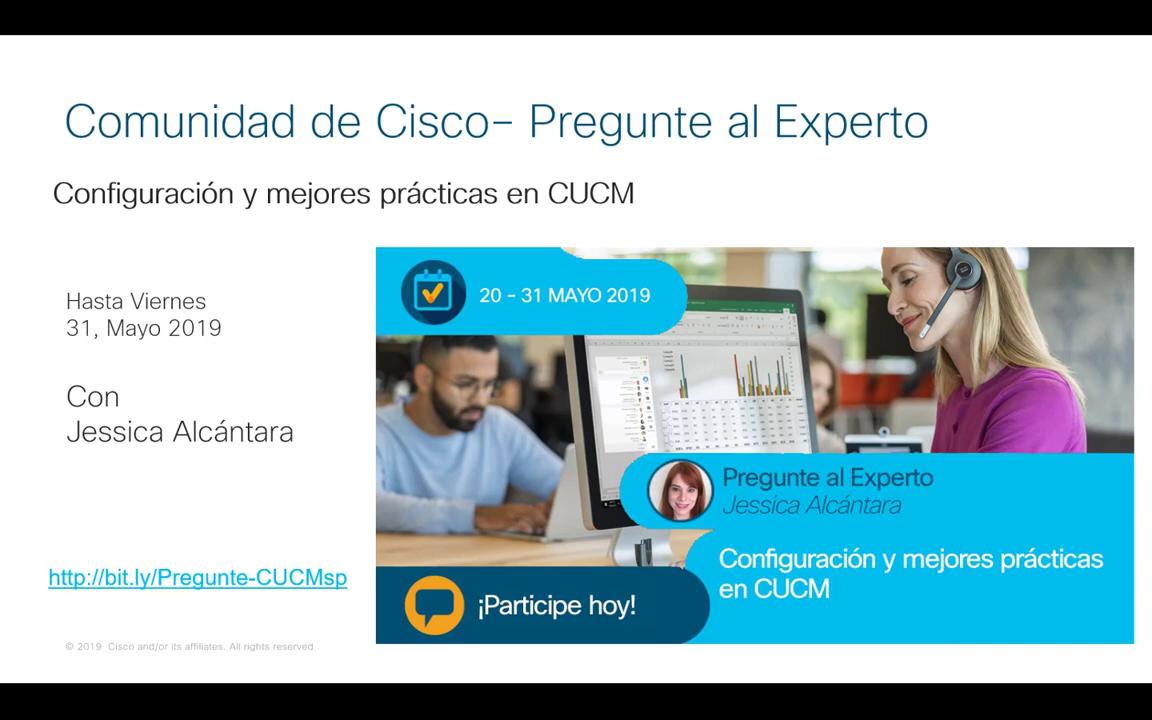 Comunidad de Cisco– Pregunte al Experto
Configuración y mejores prácticas en CUCM
Hasta Viernes
31, Mayo 2019
Con
Jessica Alcántara
http://bit.ly/Pregunte-CUCMsp
© 2019 Cisco and/or its affiliates. All rights reserved.
20 - 31 MAYO 2019
Pregunte al Experto
Jessica Alcántara
Configuración y mejores prácticas
en CUCM
¡Participe hoy!